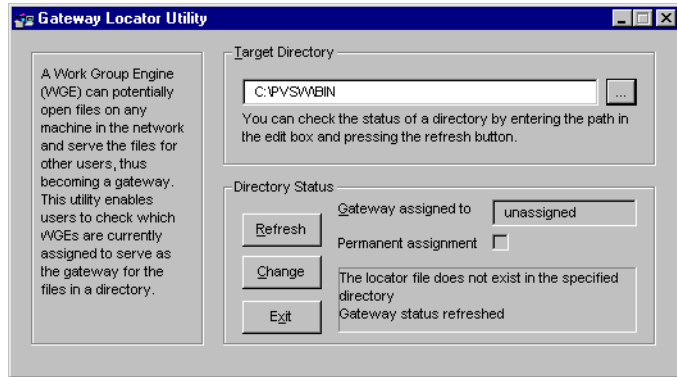 Gateway Locator Utility
A Work Group Engine
(WGE) can potentially
open files on any
machine in the network
and serve the files for
other users, thus
becoming a gateway.
This utility enables
users to check which
WGEs are currently
assigned to serve as
the gateway for the
files in a directory.
Target Directory
C:\PVSW\BIN
...
You can check the status of a directory by entering the path in
the edit box and pressing the refresh button.
Directory Status
Refresh
Change
Exit
Gateway assigned to
unassigned
Permanent assignment
The locator file does not exist in the specified
directory
Gateway status refreshed